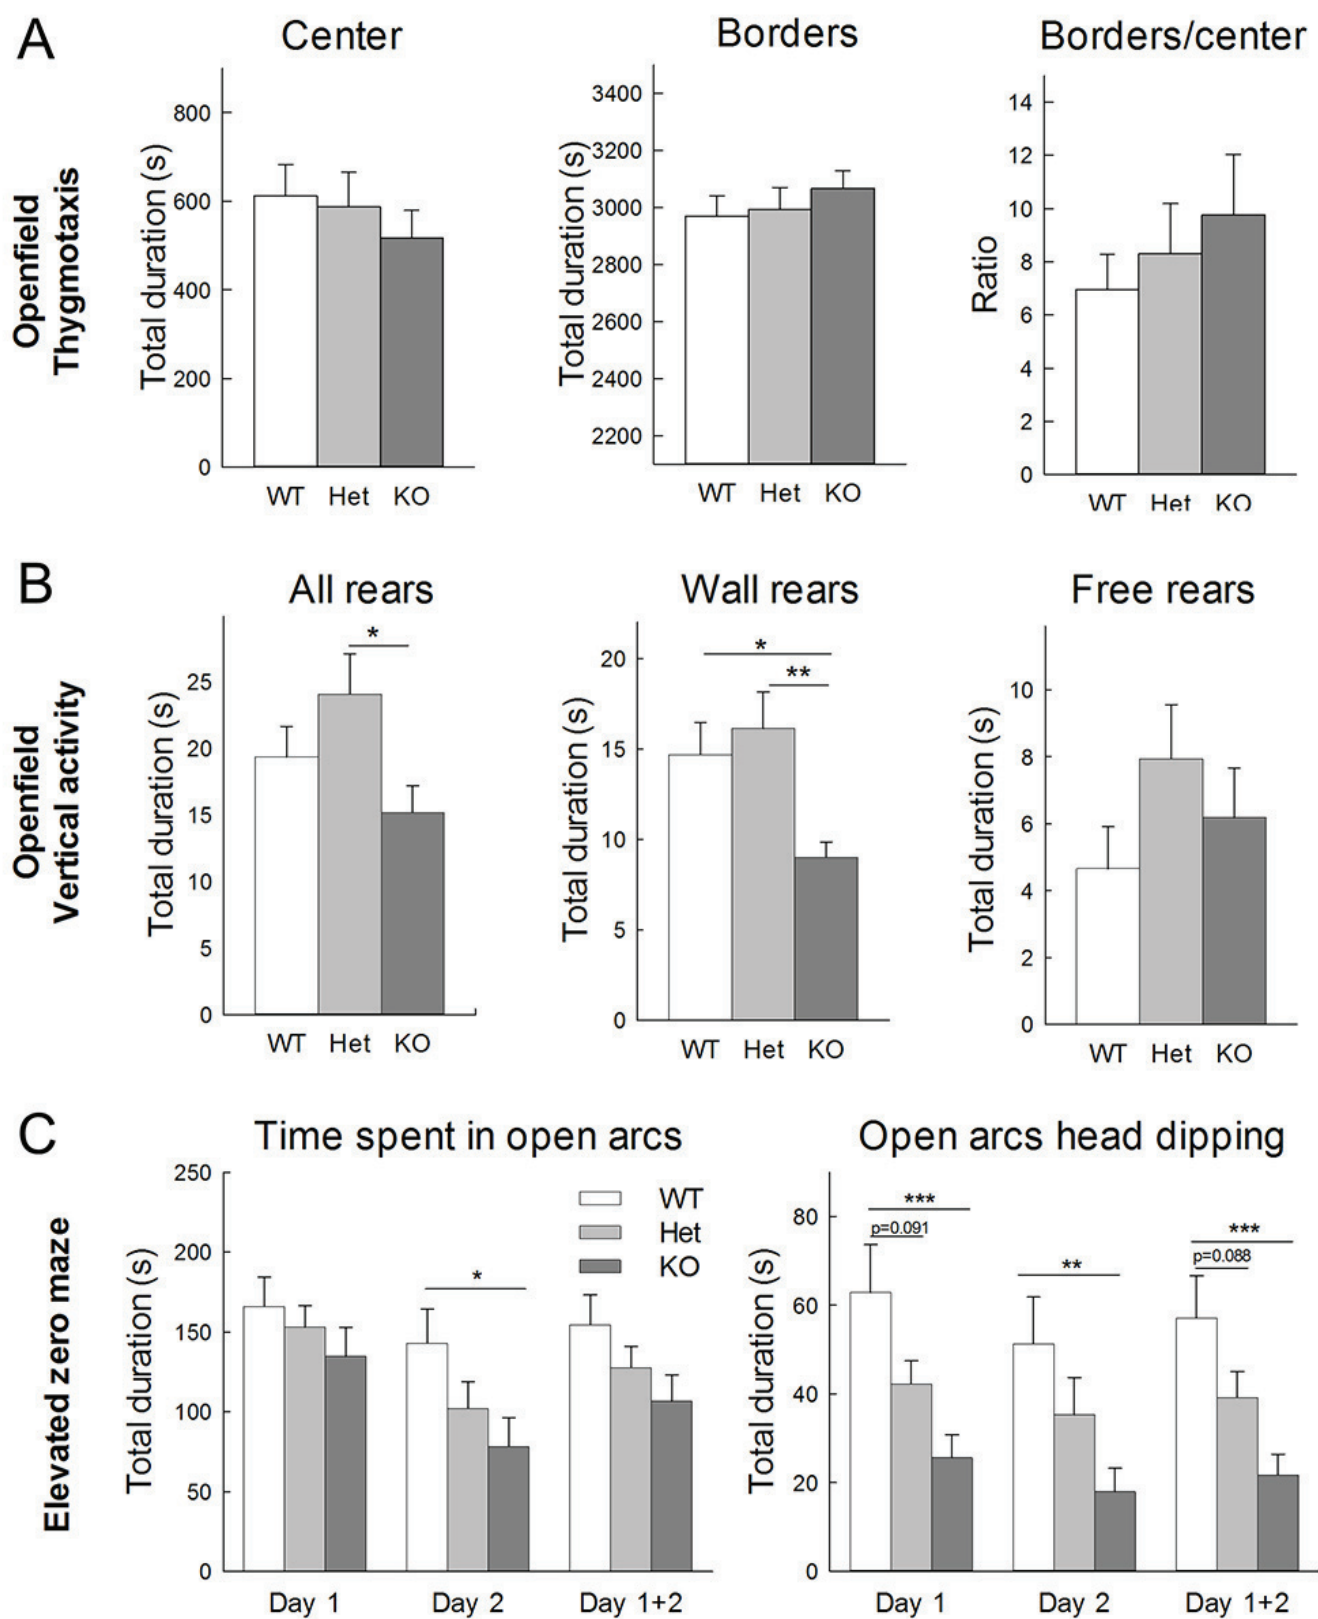 A
Center
Borders
Borders/center
Openfield
Thygmotaxis
Total duration (s)
800
600
400
200
0
WT Het KO
Total duration (s)
3400
3200
3000
2800
2600
2400
2200
WT Het KO
Ratio
14
12
10
8
6
4
2
0
WT Het KO
B
All rears
Wall rears
Free rears
Openfield
Vertical activity
Total duration (s)
25
20
15
10
5
0
*
WT Het KO
Total duration (s)
20
15
10
5
0
*
**
WT Het KO
Total duration (s)
10
8
6
4
2
0
WT Het KO
C
Time spent in open arcs
Open arcs head dipping
Elevated zero maze
Total duration (s)
250
200
150
100
50
0
WT
Het
KO
*
Day 1 Day 2 Day 1+2
Total duration (s)
80
60
40
20
0
***
p=0.091
**
***
p=0.088
Day 1 Day 2 Day 1+2